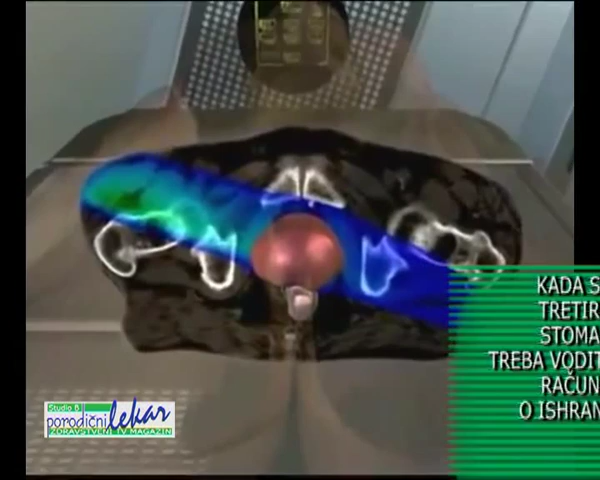 KADA S
TRETIR
STOMA
TREBA VODIT
RAČUN
O ISHRAN
Studio B
porodični lekar
ZDRAVSTVENI TV MAGAZIN